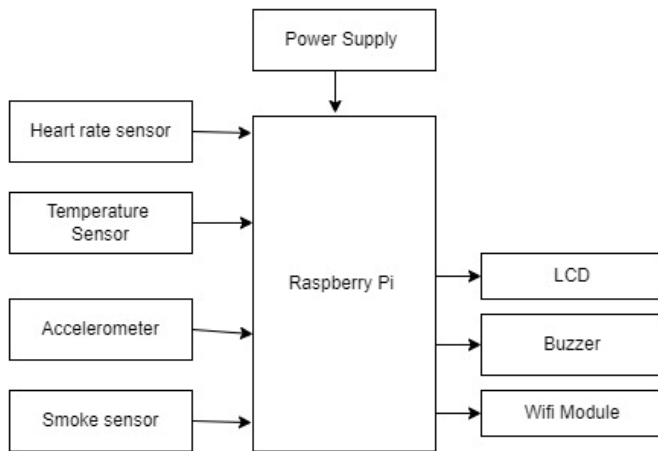 Power Supply
Heart rate sensor
Temperature
Sensor
Raspberry Pi
LCD
Accelerometer
Buzzer
Smoke sensor
Wifi Module